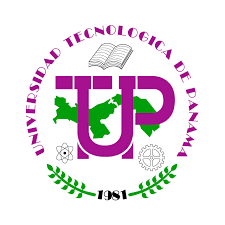 UNIVERSIDAD TECNOLOGICA DE PANAMA
UTP
1981